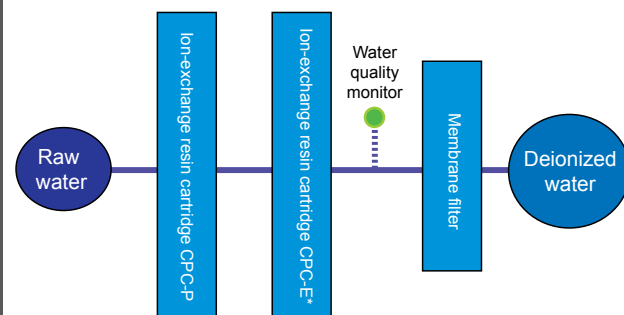 Raw
water
Ion-exchange resin cartridge CPC-P
Ion-exchange resin cartridge CPC-E*
Water
quality
monitor
Membrane filter
Deionized
water